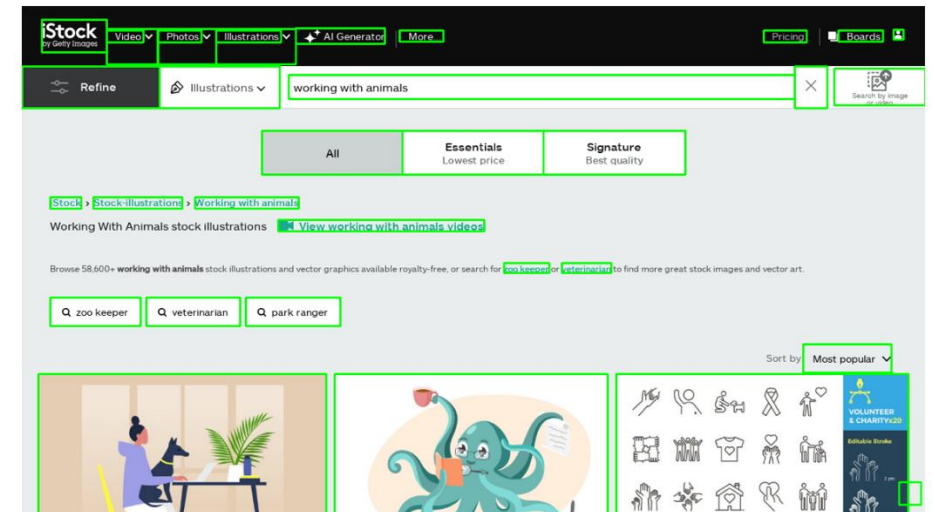 iStock
by Getty Images
Video
Photos
Illustrations
AI Generator
More...
Pricing
Boards
Refine
Illustrations
working with animals
Search by image
or video
All
Essentials
Lowest price
Signature
Best quality
Stock › Stock-illustrations › Working with animals
Working With Animals stock illustrations
View working with animals videos
Browse 58,600+ working with animals stock illustrations and vector graphics available royalty-free, or search for zoo keeper or veterinarian to find more great stock images and vector art.
zoo keeper
veterinarian
park ranger
Sort by
Most popular
VOLUNTEER
& CHARITYx20
Editable Stroke